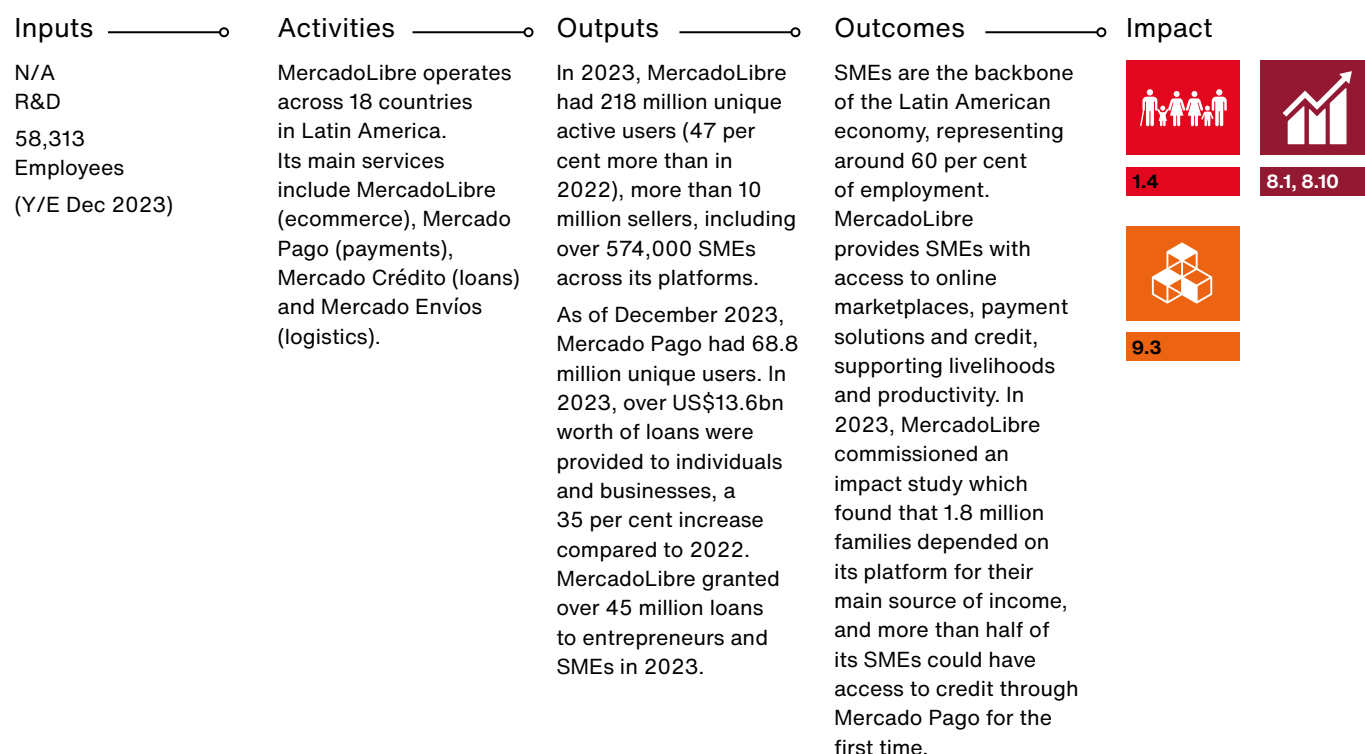 Inputs
N/A
R&D
58,313
Employees
(Y/E Dec 2023)
Activities
MercadoLibre operates
across 18 countries
in Latin America.
Its main services
include MercadoLibre
(ecommerce), Mercado
Pago (payments),
Mercado Crédito (loans)
and Mercado Envíos
(logistics).
Outputs
In 2023, MercadoLibre
had 218 million unique
active users (47 per
cent more than in
2022), more than 10
million sellers, including
over 574,000 SMEs
across its platforms.
As of December 2023,
Mercado Pago had 68.8
million unique users. In
2023, over US$13.6bn
worth of loans were
provided to individuals
and businesses, a
35 per cent increase
compared to 2022.
MercadoLibre granted
over 45 million loans
to entrepreneurs and
SMEs in 2023.
Outcomes
SMEs are the backbone
of the Latin American
economy, representing
around 60 per cent
of employment.
MercadoLibre
provides SMEs with
access to online
marketplaces, payment
solutions and credit,
supporting livelihoods
and productivity. In
2023, MercadoLibre
commissioned an
impact study which
found that 1.8 million
families depended on
its platform for their
main source of income,
and more than half of
its SMEs could have
access to credit through
Mercado Pago for the
first time.
Impact
1.4
8.1, 8.10
9.3